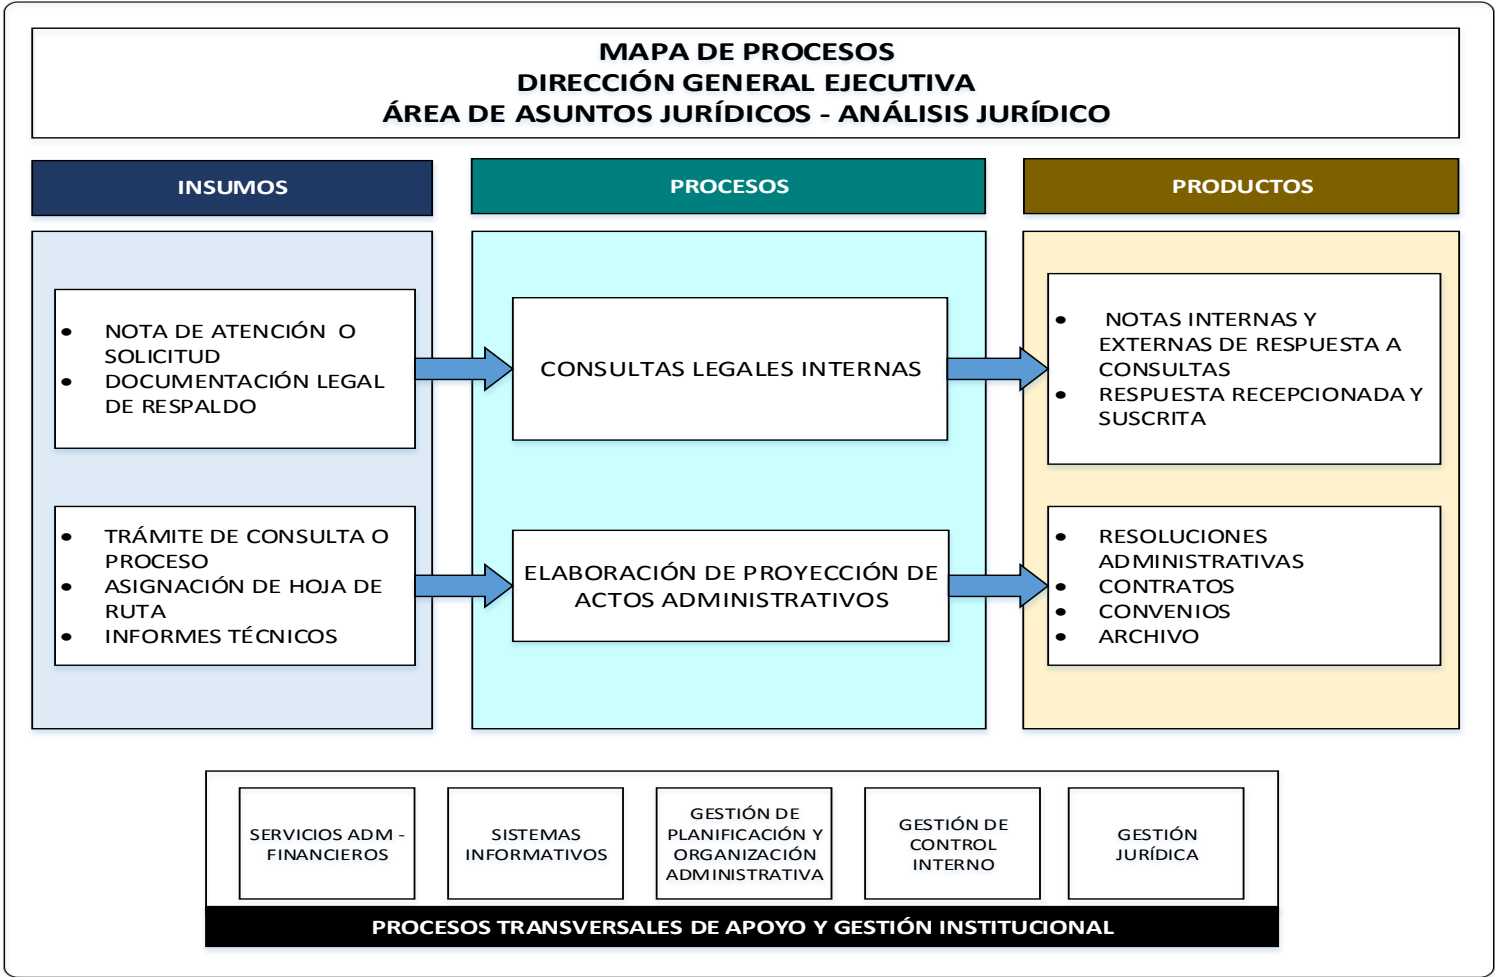 MAPA DE PROCESOS
DIRECCIÓN GENERAL EJECUTIVA
ÁREA DE ASUNTOS JURÍDICOS - ANÁLISIS JURÍDICO
INSUMOS
PROCESOS
PRODUCTOS
• NOTA DE ATENCIÓN O
SOLICITUD
• DOCUMENTACIÓN LEGAL
DE RESPALDO
CONSULTAS LEGALES INTERNAS
• NOTAS INTERNAS Y
EXTERNAS DE RESPUESTA A
CONSULTAS
• RESPUESTA RECEPCIONADA Y
SUSCRITA
• TRÁMITE DE CONSULTA O
PROCESO
• ASIGNACIÓN DE HOJA DE
RUTA
• INFORMES TÉCNICOS
ELABORACIÓN DE PROYECCIÓN DE
ACTOS ADMINISTRATIVOS
• RESOLUCIONES
ADMINISTRATIVAS
• CONTRATOS
• CONVENIOS
• ARCHIVO
SERVICIOS ADM -
FINANCIEROS
SISTEMAS
INFORMATIVOS
GESTIÓN DE
PLANIFICACIÓN Y
ORGANIZACIÓN
ADMINISTRATIVA
GESTIÓN DE
CONTROL
INTERNO
GESTIÓN
JURÍDICA
PROCESOS TRANSVERSALES DE APOYO Y GESTIÓN INSTITUCIONAL